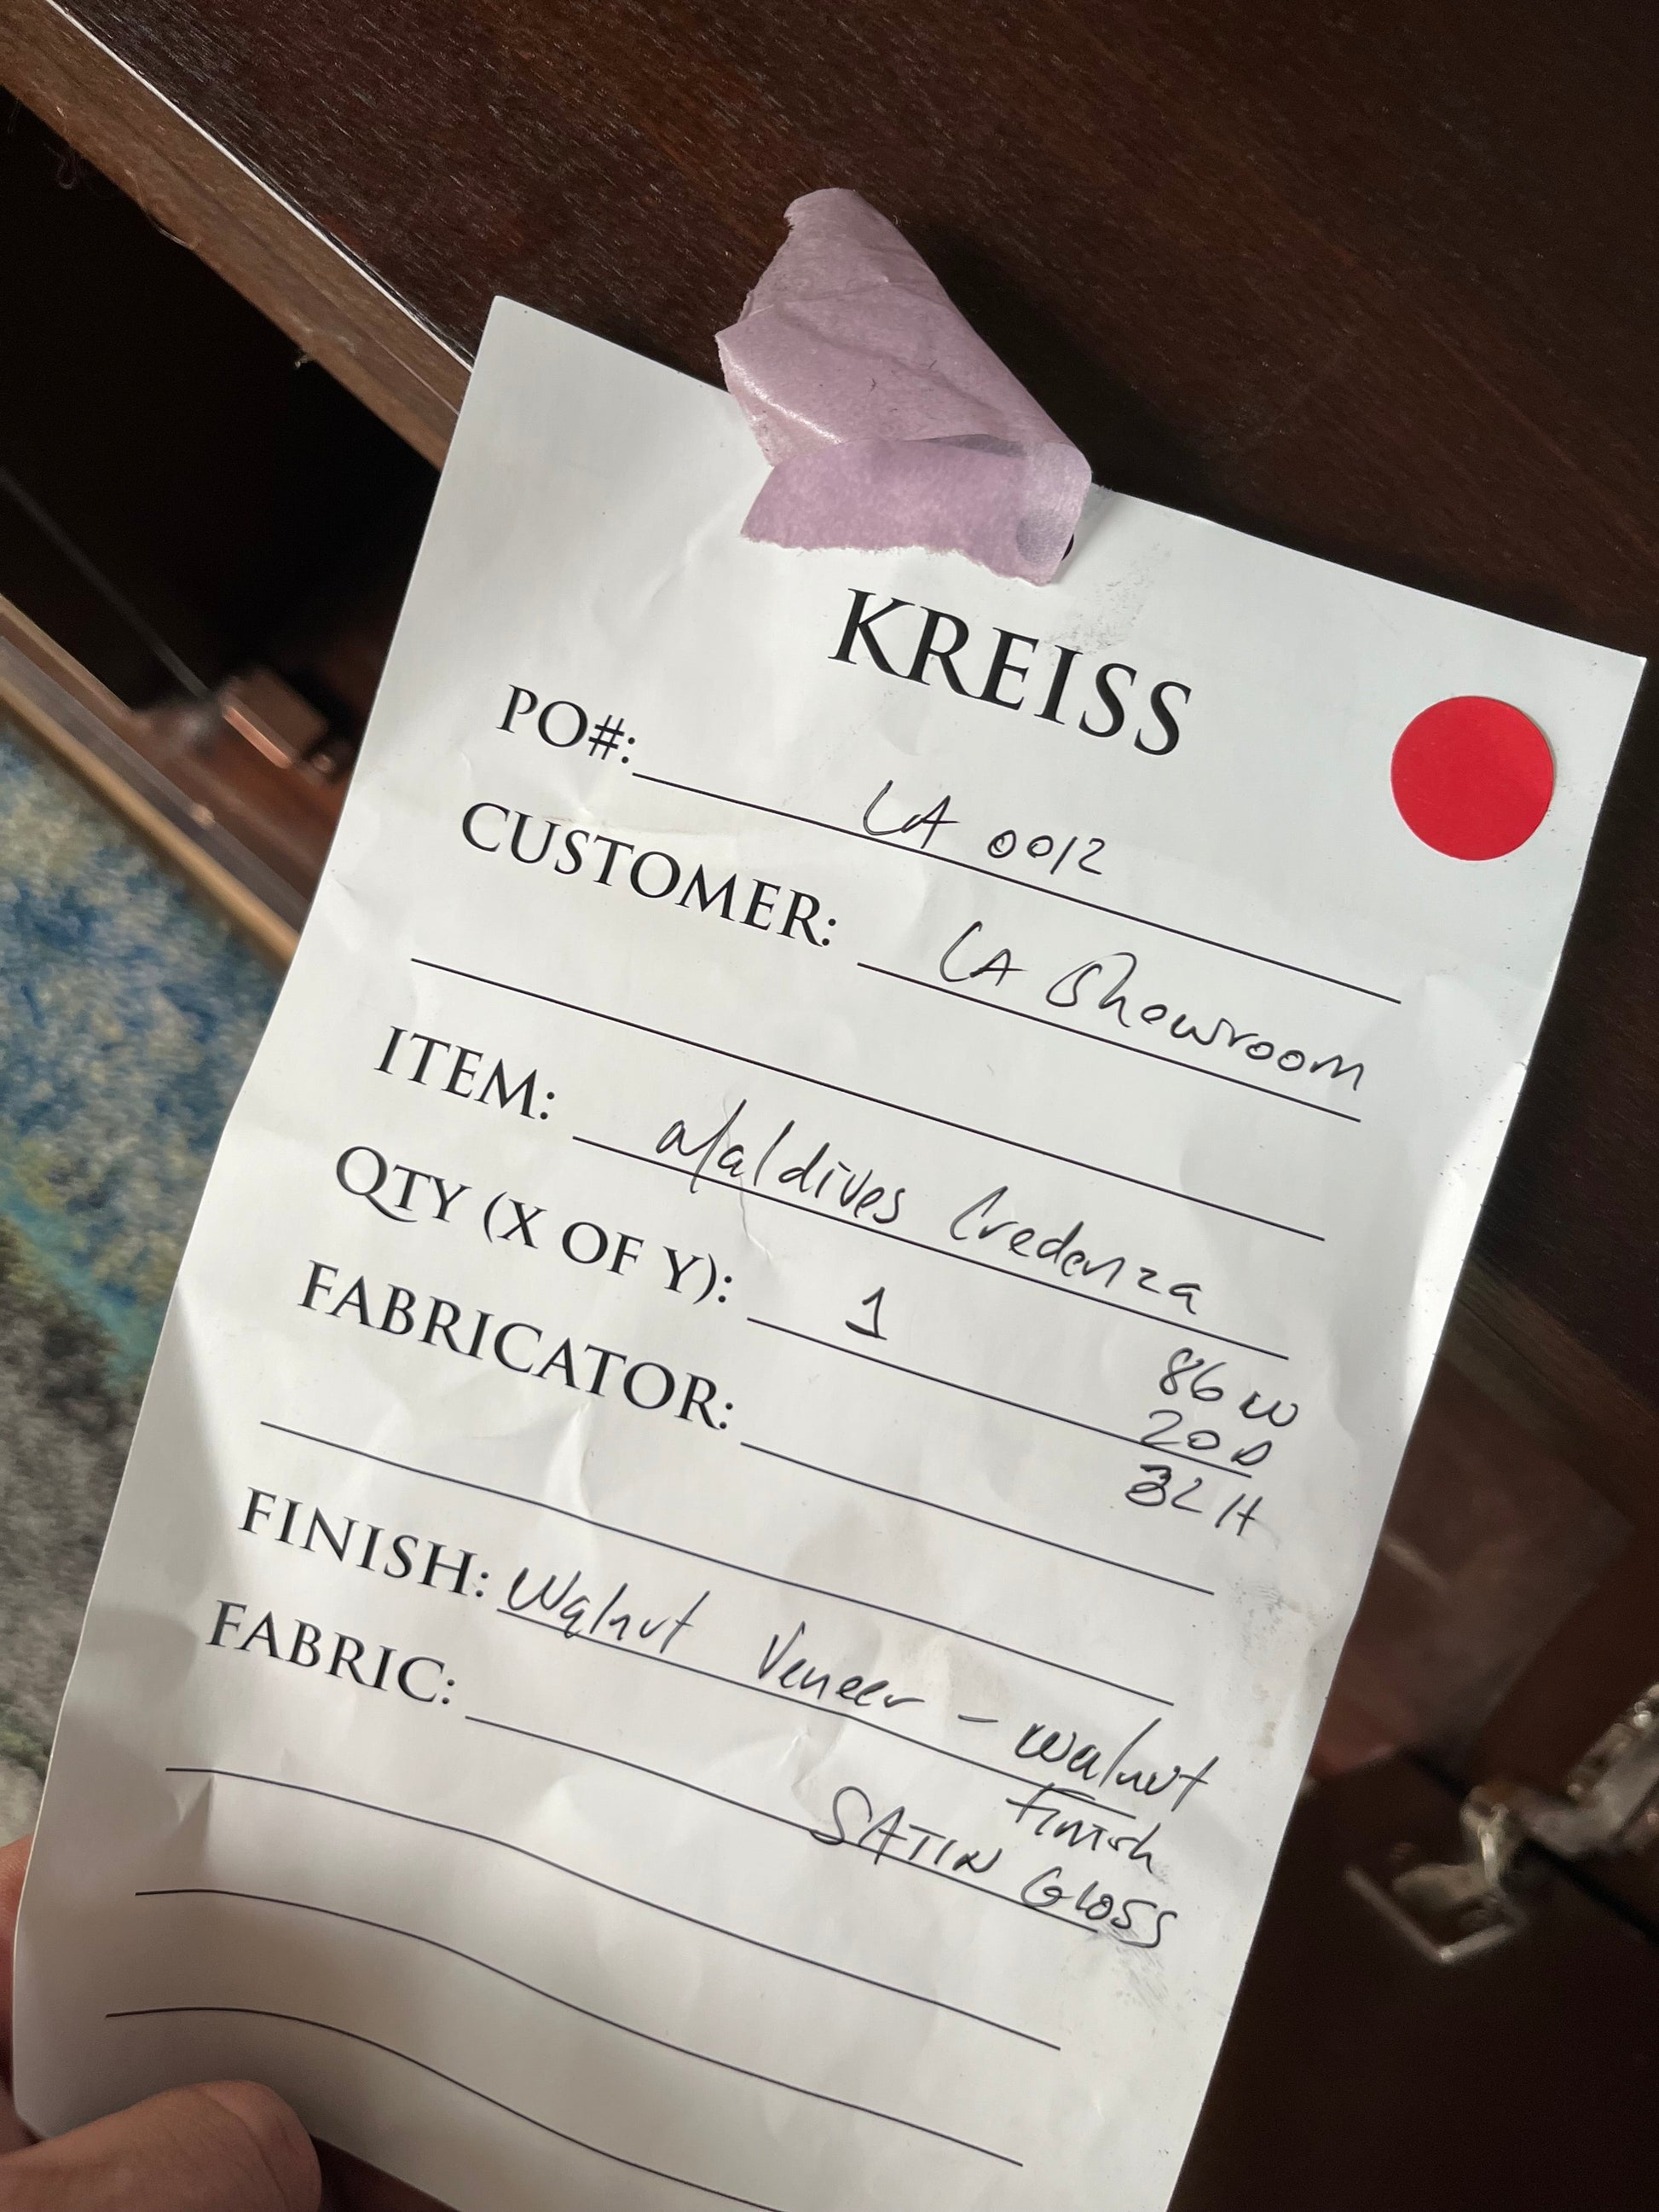 KREISS
PO#: LA 0012
CUSTOMER: LA Showroom
ITEM: Maldives Credenza
QTY (X OF Y): 1
86 W
20 D
32 H
FABRICATOR:
FINISH: Walnut Veneer - walnut
Finish
SATIN GLOSS
FABRIC: